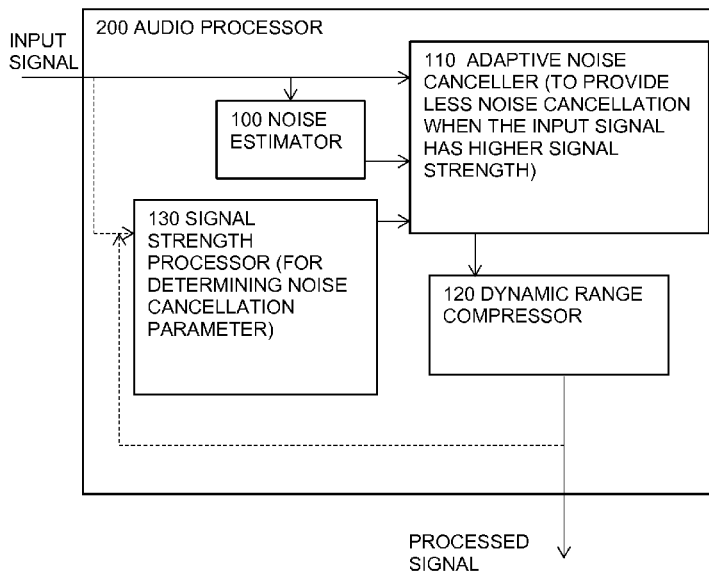 INPUT
SIGNAL
200 AUDIO PROCESSOR
110 ADAPTIVE NOISE
CANCELLER (TO PROVIDE
LESS NOISE CANCELLATION
WHEN THE INPUT SIGNAL
HAS HIGHER SIGNAL
STRENGTH)
100 NOISE
ESTIMATOR
130 SIGNAL
STRENGTH
PROCESSOR (FOR
DETERMINING NOISE
CANCELLATION
PARAMETER)
120 DYNAMIC RANGE
COMPRESSOR
PROCESSED
SIGNAL